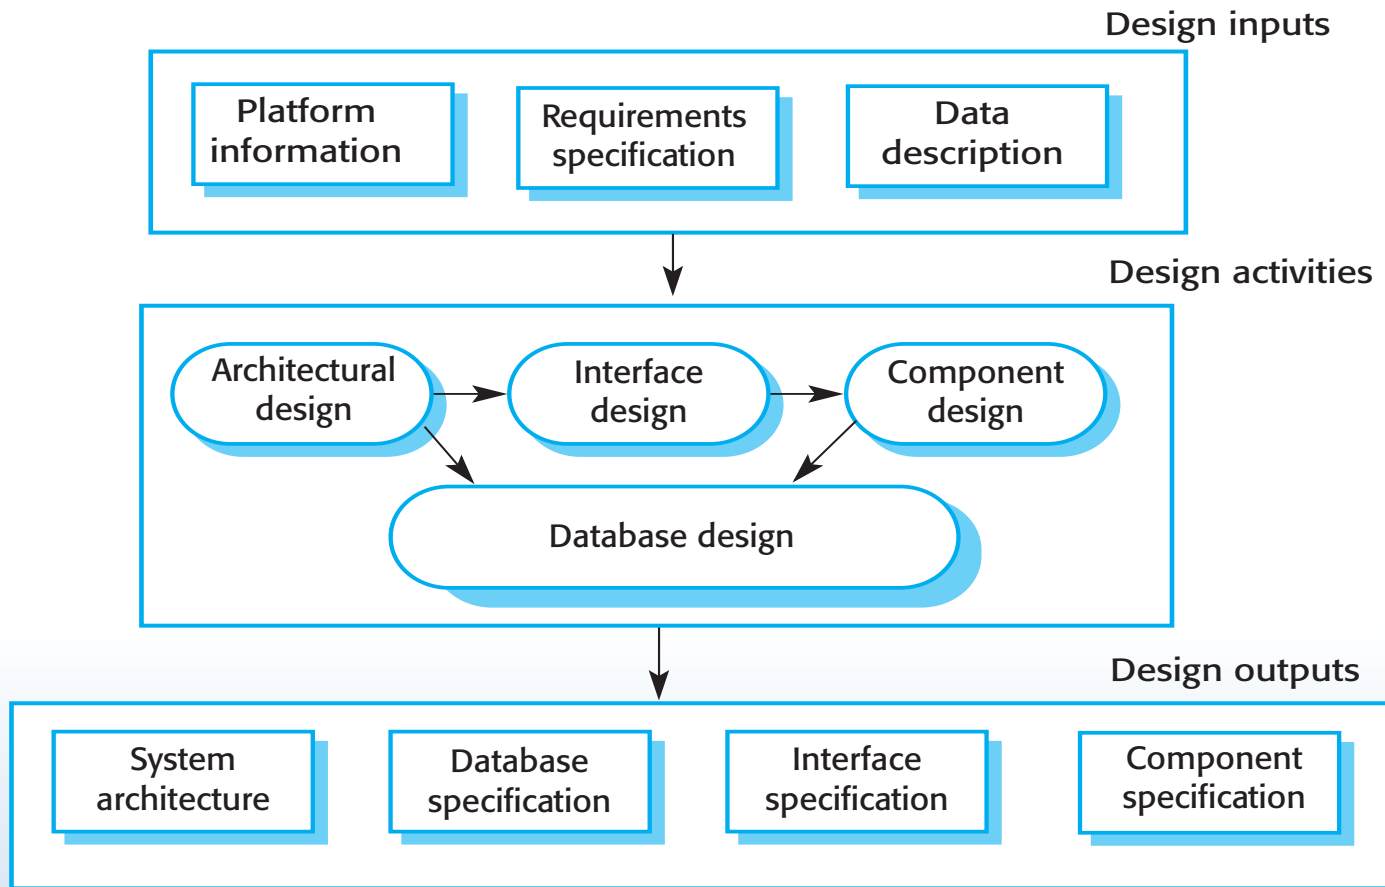 Design inputs
Platform
information
Requirements
specification
Data
description
Design activities
Architectural
design
Interface
design
Component
design
Database design
Design outputs
System
architecture
Database
specification
Interface
specification
Component
specification